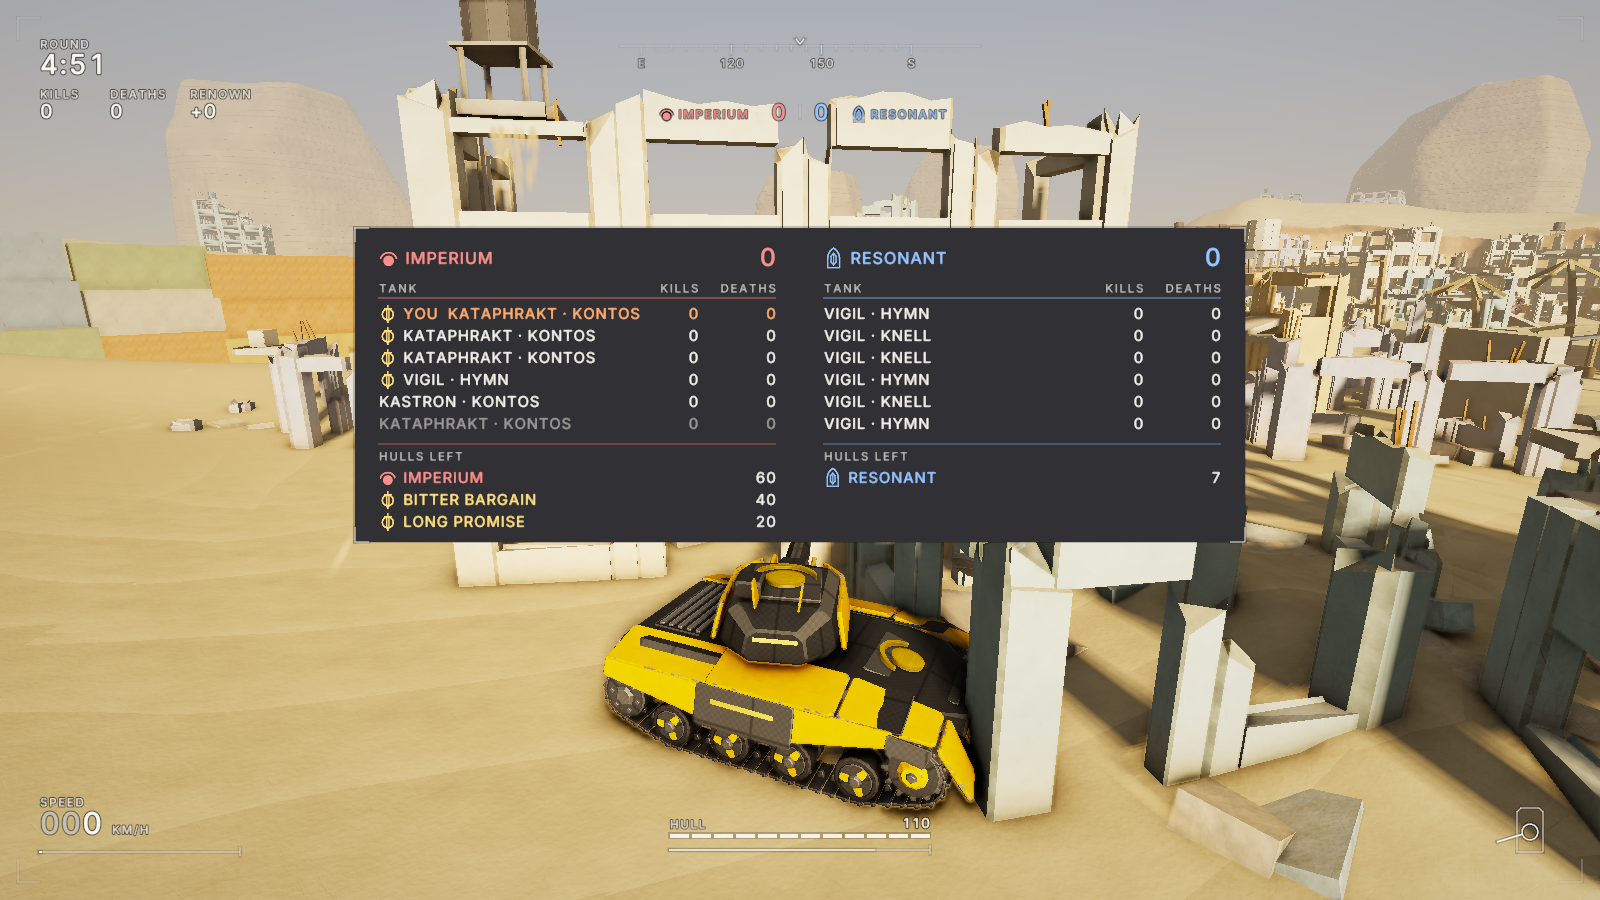 ROUND
4:51
KILLS DEATHS RENOWN
0 0 +0
E 120 150 S
IMPERIUM 0 0 RESONANT
IMPERIUM 0
TANK KILLS DEATHS
YOU KATAPHRAKT · KONTOS 0 0
KATAPHRAKT · KONTOS 0 0
KATAPHRAKT · KONTOS 0 0
VIGIL · HYMN 0 0
KASTRON · KONTOS 0 0
KATAPHRAKT · KONTOS 0 0
HULLS LEFT
IMPERIUM 60
BITTER BARGAIN 40
LONG PROMISE 20
RESONANT 0
TANK KILLS DEATHS
VIGIL · HYMN 0 0
VIGIL · KNELL 0 0
VIGIL · KNELL 0 0
VIGIL · HYMN 0 0
VIGIL · KNELL 0 0
VIGIL · HYMN 0 0
HULLS LEFT
RESONANT 7
SPEED
000 KM/H
HULL 110